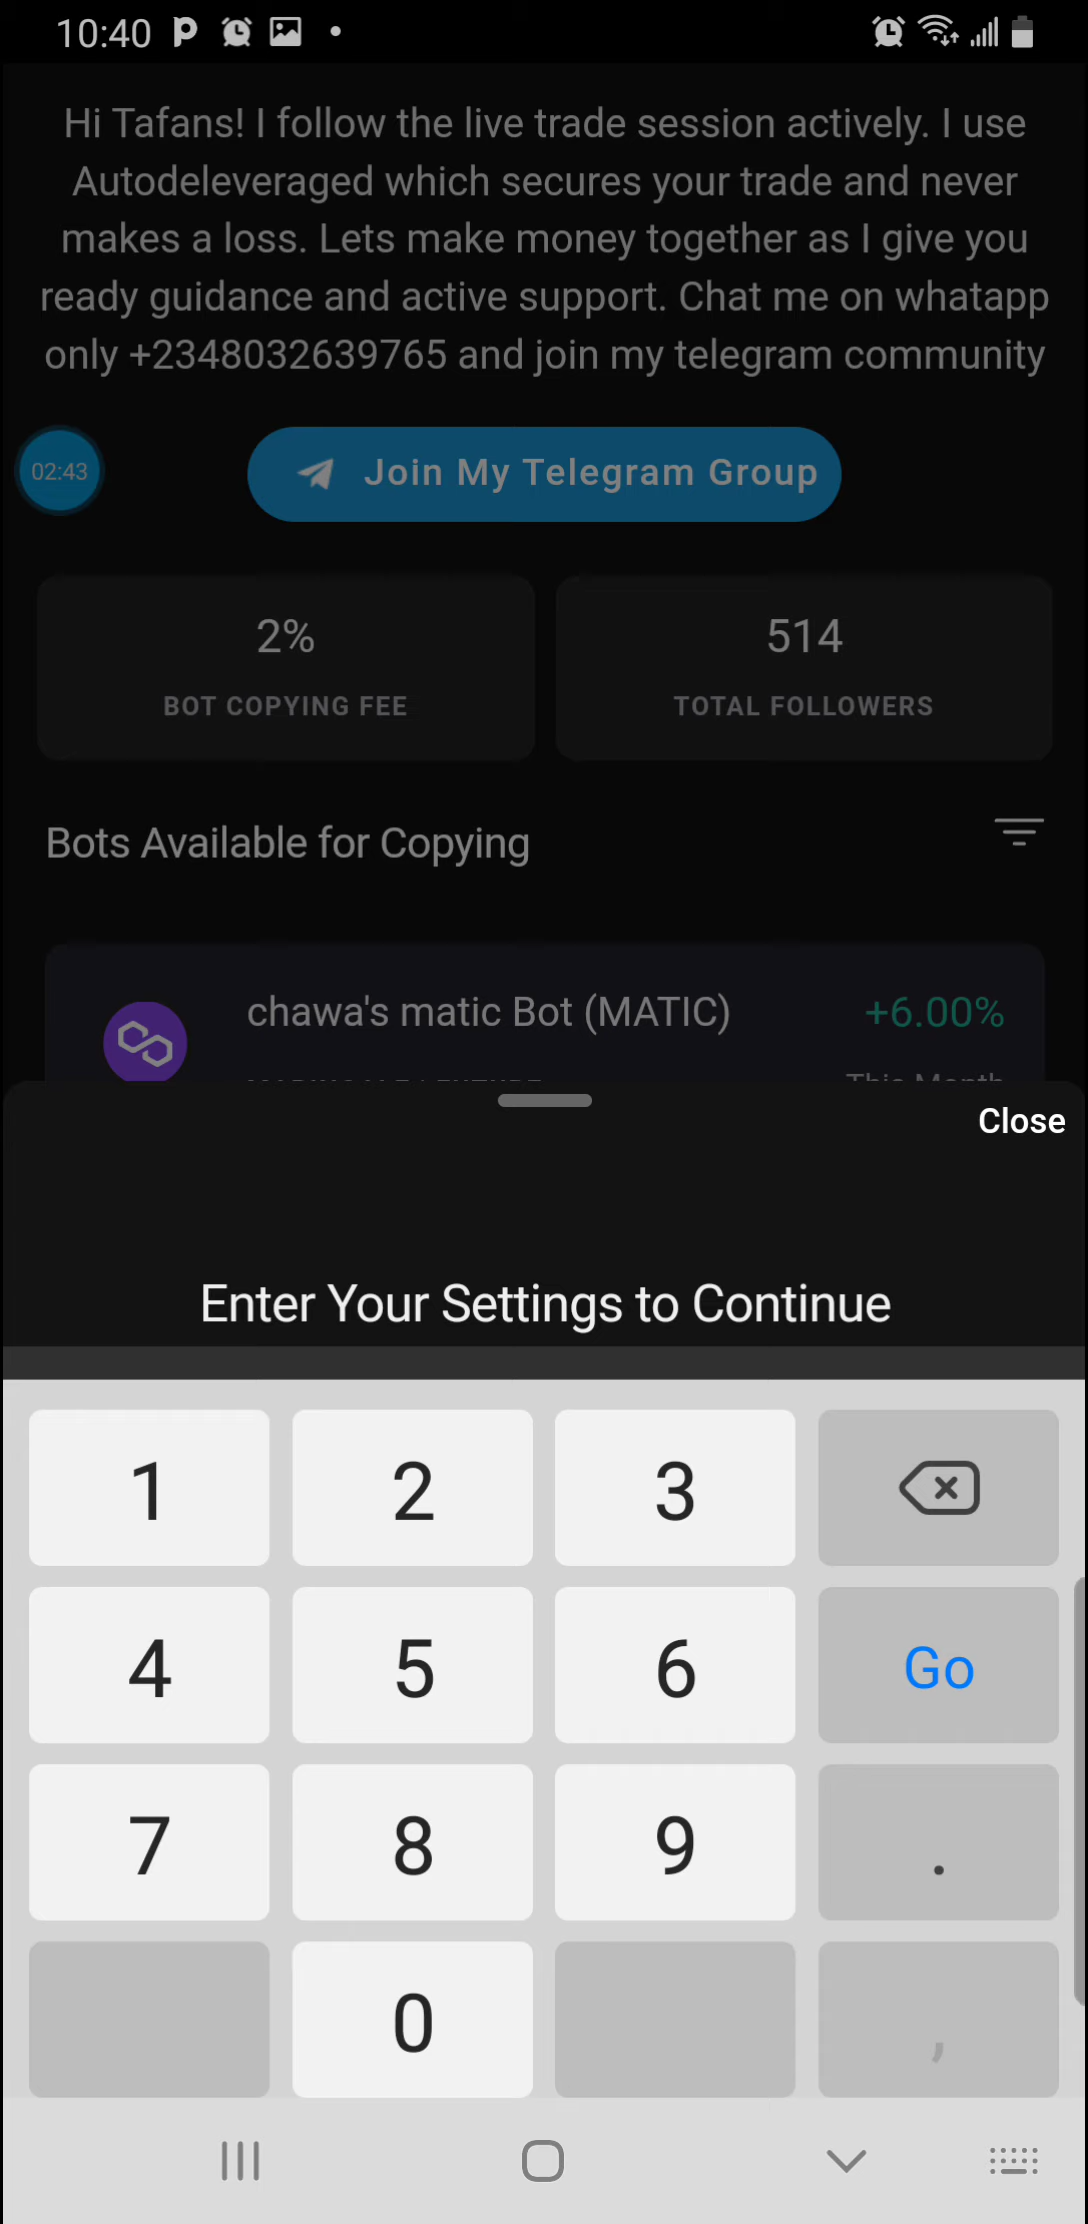 10:40
Hi Tafans! I follow the live trade session actively. I use
Autodeleveraged which secures your trade and never
makes a loss. Lets make money together as I give you
ready guidance and active support. Chat me on whatapp
only +2348032639765 and join my telegram community
02:43
Join My Telegram Group
2%
BOT COPYING FEE
514
TOTAL FOLLOWERS
Bots Available for Copying
chawa's matic Bot (MATIC)
+6.00%
This Month
Close
Enter Your Settings to Continue
1 2 3
4 5 6 Go
7 8 9 .
0 ,